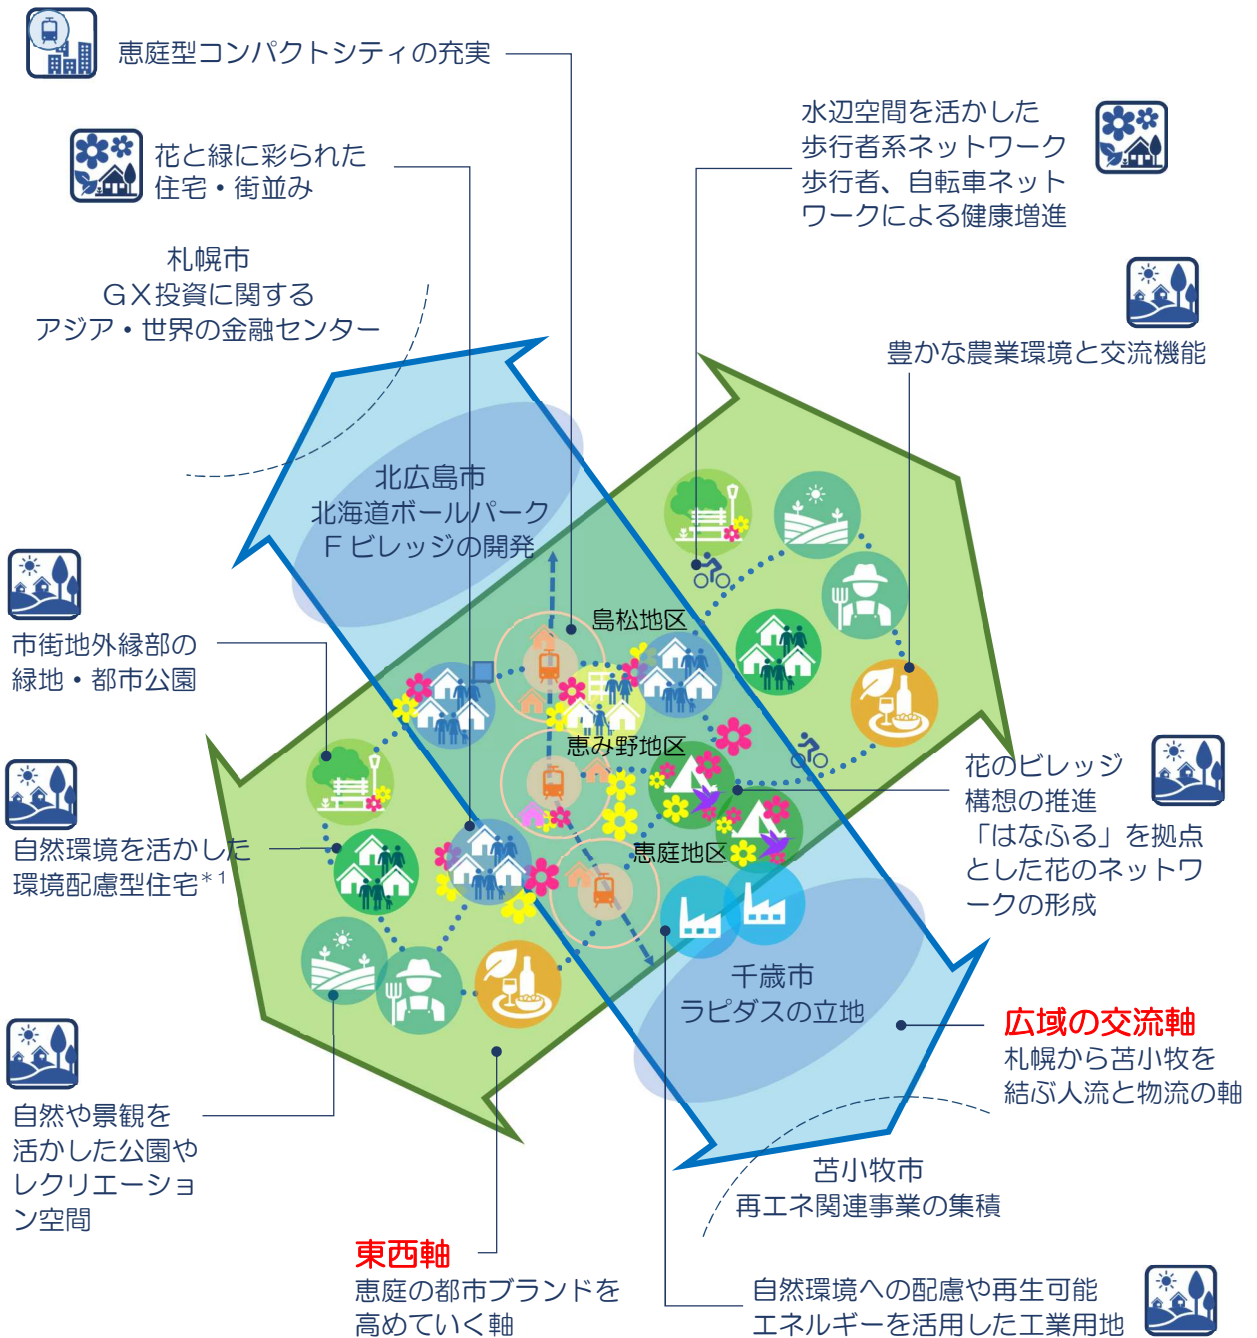 恵庭型コンパクトシティの充実
花と緑に彩られた
住宅・街並み
水辺空間を活かした
歩行者系ネットワーク
歩行者、自転車ネット
ワークによる健康増進
札幌市
GX投資に関する
アジア・世界の金融センター
豊かな農業環境と交流機能
北広島市
北海道ボールパーク
Fビレッジの開発
島松地区
市街地外縁部の
緑地・都市公園
恵み野地区
花のビレッジ
構想の推進
「はなふる」を拠点
とした花のネットワ
ークの形成
自然環境を活かした
環境配慮型住宅*1
恵庭地区
千歳市
ラピダスの立地
広域の交流軸
札幌から苫小牧を
結ぶ人流と物流の軸
自然や景観を
活かした公園や
レクリエーショ
ン空間
苫小牧市
再エネ関連事業の集積
東西軸
恵庭の都市ブランドを
高めていく軸
自然環境への配慮や再生可能
エネルギーを活用した工業用地